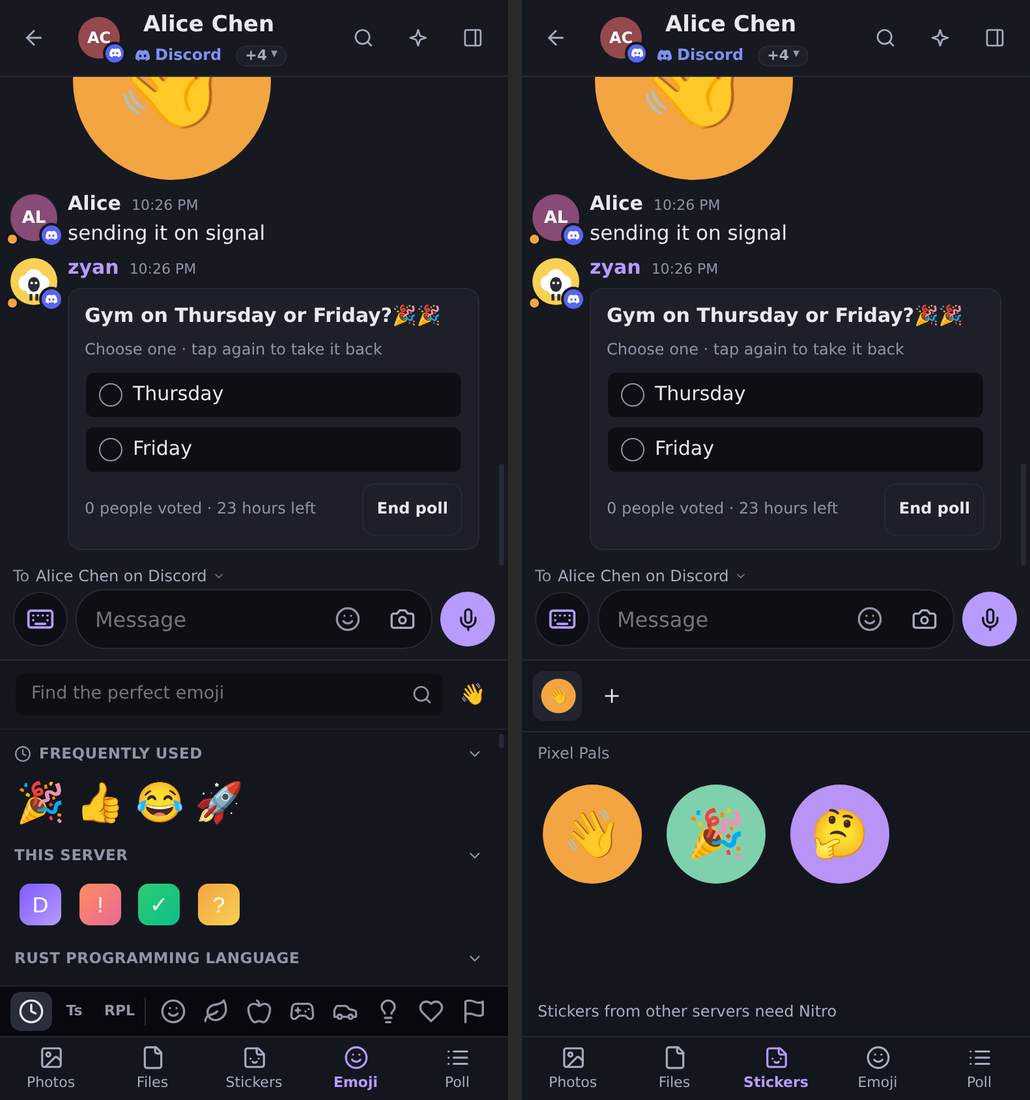 Alice Chen
AC
Discord
+4
Alice 10:26 PM
AL
sending it on signal
zyan 10:26 PM
Gym on Thursday or Friday?🎉🎉
Choose one · tap again to take it back
Thursday
Friday
0 people voted · 23 hours left
End poll
To Alice Chen on Discord
Message
Find the perfect emoji
FREQUENTLY USED
THIS SERVER
D ! ✓ ?
RUST PROGRAMMING LANGUAGE
Ts RPL
Photos Files Stickers Emoji Poll
Alice Chen
AC
Discord
+4
Alice 10:26 PM
AL
sending it on signal
zyan 10:26 PM
Gym on Thursday or Friday?🎉🎉
Choose one · tap again to take it back
Thursday
Friday
0 people voted · 23 hours left
End poll
To Alice Chen on Discord
Message
Pixel Pals
Stickers from other servers need Nitro
Photos Files Stickers Emoji Poll